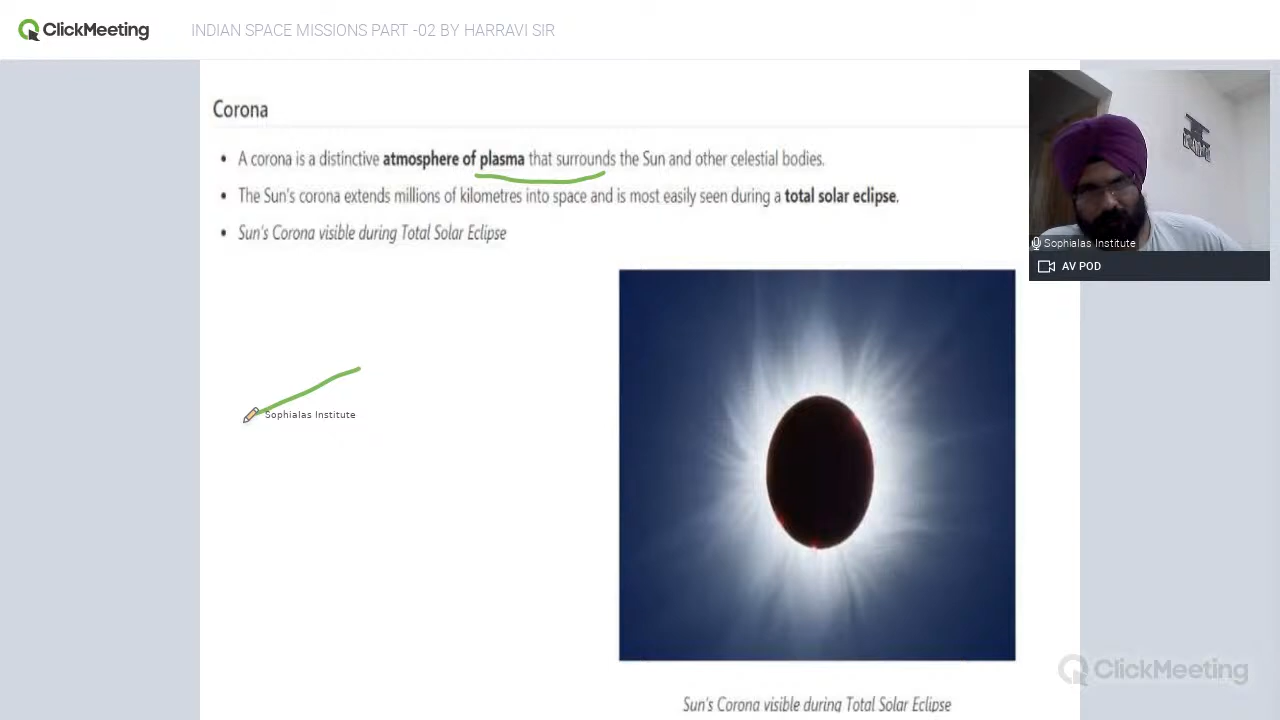 ClickMeeting
INDIAN SPACE MISSIONS PART -02 BY HARRAVI SIR
Corona
• A corona is a distinctive atmosphere of plasma that surrounds the Sun and other celestial bodies.
• The Sun's corona extends millions of kilometres into space and is most easily seen during a total solar eclipse.
• Sun's Corona visible during Total Solar Eclipse
Sophialas Institute
AV POD
Sophialas Institute
ClickMeeting
Sun's Corona visible during Total Solar Eclipse